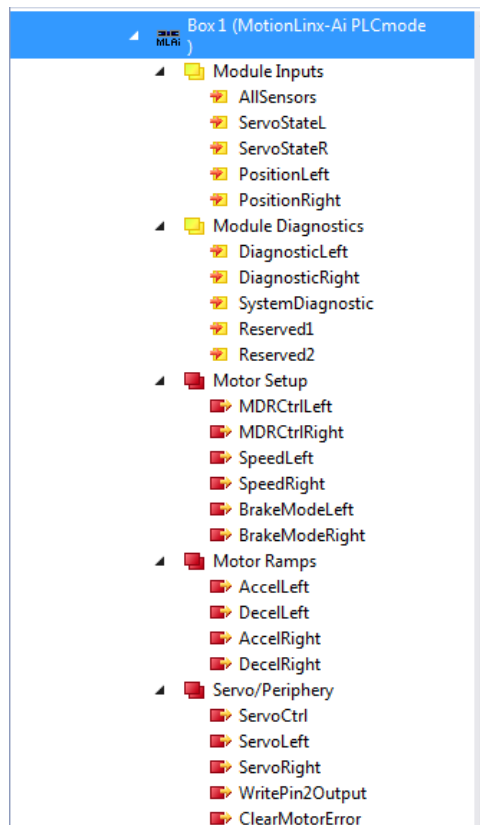 Box 1 (MotionLinx-Ai PLCmode
MLAi )
Module Inputs
AllSensors
ServoStateL
ServoStateR
PositionLeft
PositionRight
Module Diagnostics
DiagnosticLeft
DiagnosticRight
SystemDiagnostic
Reserved1
Reserved2
Motor Setup
MDRCtrlLeft
MDRCtrlRight
SpeedLeft
SpeedRight
BrakeModeLeft
BrakeModeRight
Motor Ramps
AccelLeft
DecelLeft
AccelRight
DecelRight
Servo/Periphery
ServoCtrl
ServoLeft
ServoRight
WritePin2Output
ClearMotorError